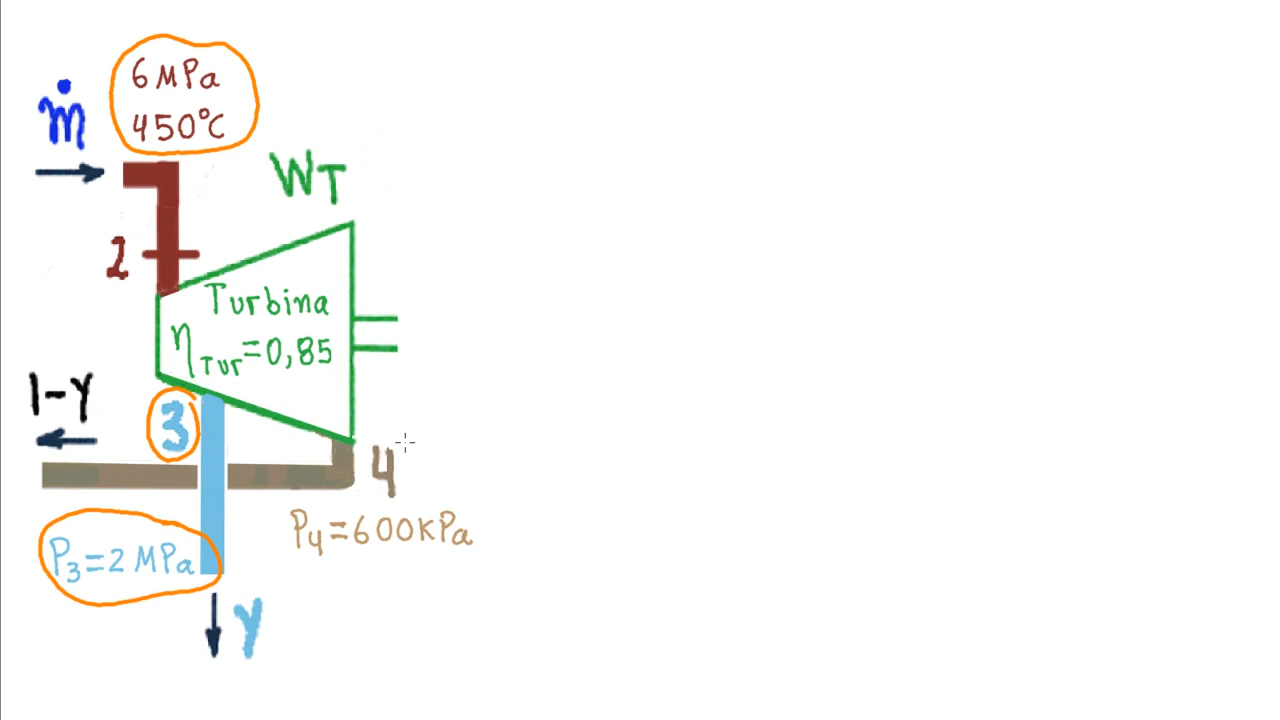 6 MPa
450°C
ṁ
WT
2
Turbina
ηTur=0,85
1-Y
3
4
P4=600KPa
P3=2 MPa
Y